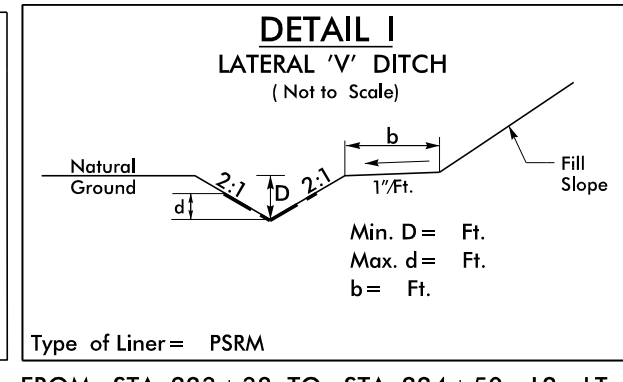 DETAIL I
LATERAL 'V' DITCH
( Not to Scale)
b
Natural
Ground
2:1
D
2:1
d
1"/Ft.
Fill
Slope
Min. D = Ft.
Max. d = Ft.
b = Ft.
Type of Liner = PSRM